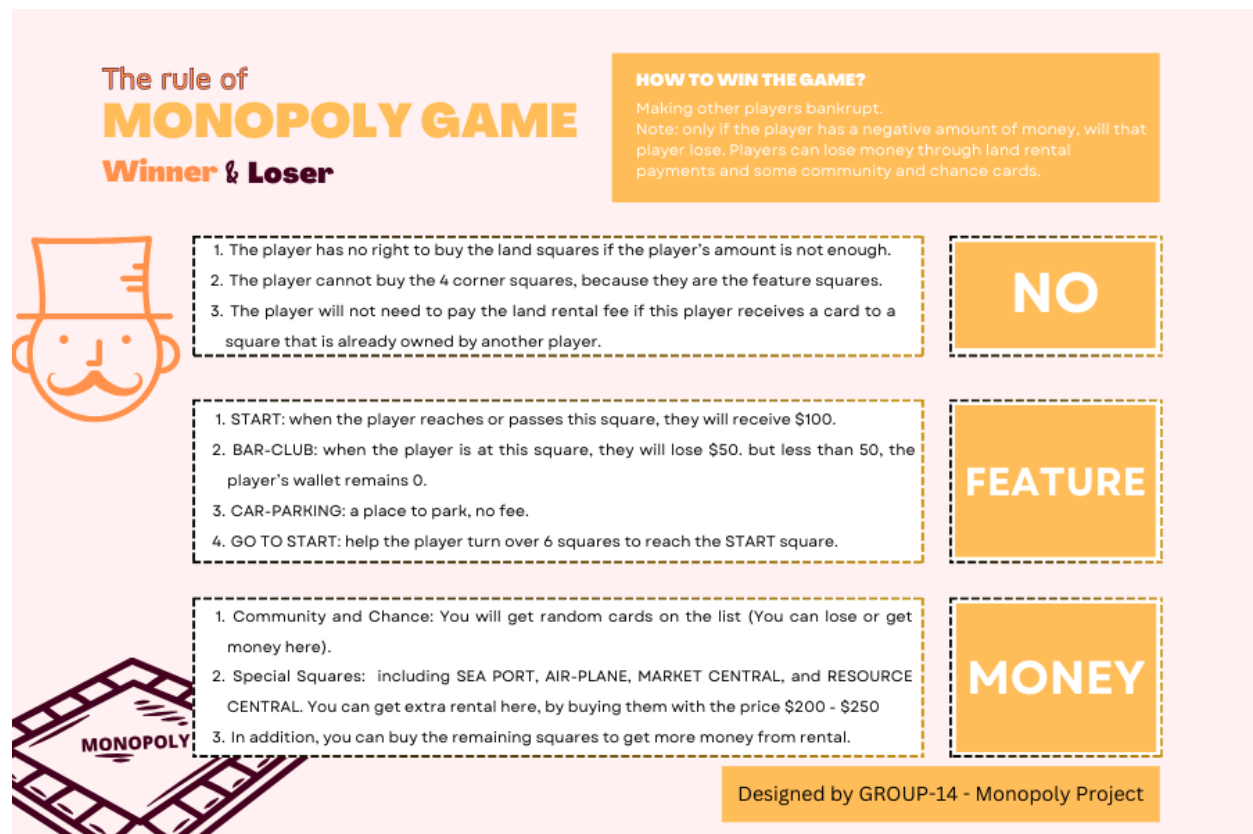 The rule of
MONOPOLY GAME
Winner & Loser
HOW TO WIN THE GAME?
Making other players bankrupt.
Note: only if the player has a negative amount of money, will that
player lose. Players can lose money through land rental
payments and some community and chance cards.
1. The player has no right to buy the land squares if the player's amount is not enough.
2. The player cannot buy the 4 corner squares, because they are the feature squares.
3. The player will not need to pay the land rental fee if this player receives a card to a
square that is already owned by another player.
NO
1. START: when the player reaches or passes this square, they will receive $100.
2. BAR-CLUB: when the player is at this square, they will lose $50. but less than 50, the
player's wallet remains 0.
3. CAR-PARKING: a place to park, no fee.
4. GO TO START: help the player turn over 6 squares to reach the START square.
FEATURE
1. Community and Chance: You will get random cards on the list (You can lose or get
money here).
2. Special Squares: including SEA PORT, AIR-PLANE, MARKET CENTRAL, and RESOURCE
CENTRAL. You can get extra rental here, by buying them with the price $200 - $250
3. In addition, you can buy the remaining squares to get more money from rental.
MONEY
MONOPOLY
Designed by GROUP-14 - Monopoly Project